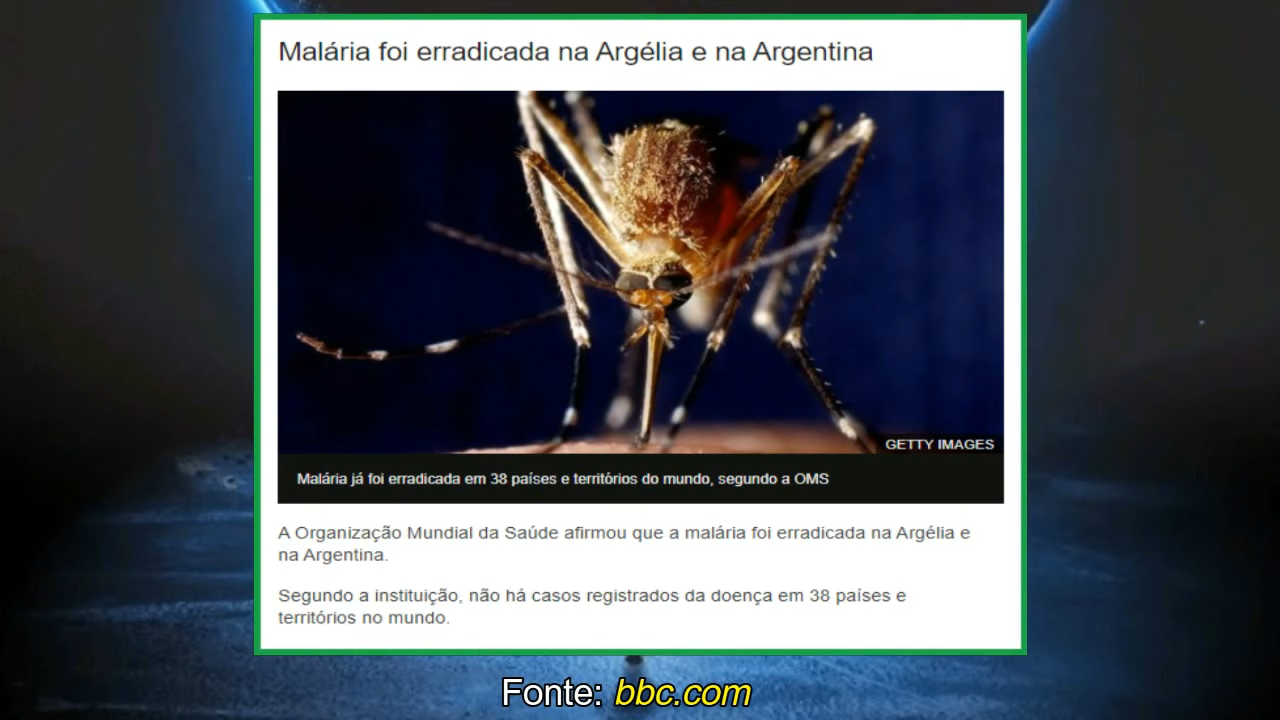 Malária foi erradicada na Argélia e na Argentina
GETTY IMAGES
Malária já foi erradicada em 38 países e territórios do mundo, segundo a OMS
A Organização Mundial da Saúde afirmou que a malária foi erradicada na Argélia e
na Argentina.
Segundo a instituição, não há casos registrados da doença em 38 países e
territórios no mundo.
Fonte: bbc.com